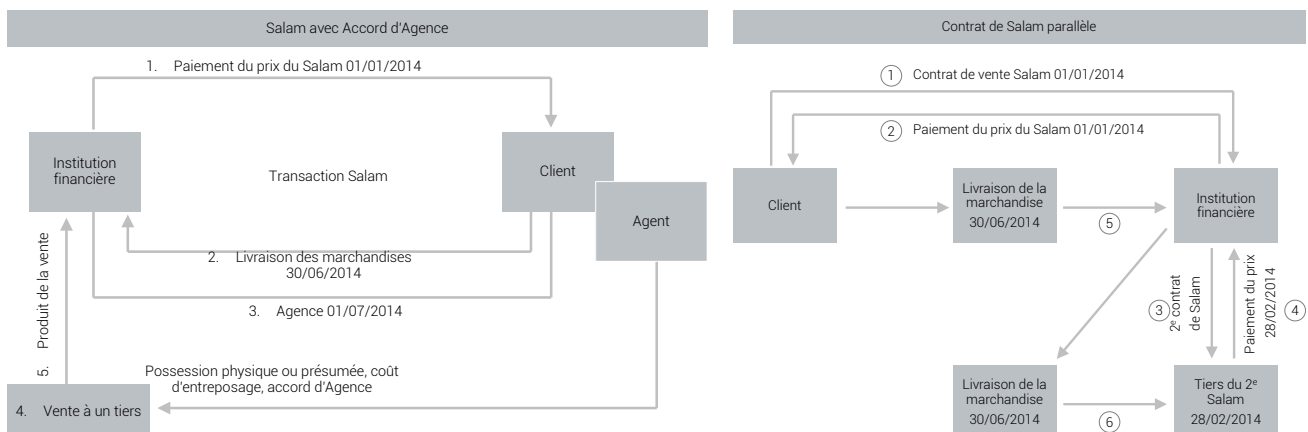 Salam avec Accord d'Agence
1. Paiement du prix du Salam 01/01/2014
Institution
financière
Transaction Salam
Client
Agent
2. Livraison des marchandises
30/06/2014
3. Agence 01/07/2014
5. Produit de la vente
Possession physique ou présumée, coût
d'entreposage, accord d'Agence
4. Vente à un tiers
Contrat de Salam parallèle
1 Contrat de vente Salam 01/01/2014
2 Paiement du prix du Salam 01/01/2014
Client
Livraison de la
marchandise
30/06/2014
5
Institution
financière
3
2e contrat
de Salam
Paiement du prix
28/02/2014
4
Livraison de la
marchandise
30/06/2014
6
Tiers du 2e
Salam
28/02/2014